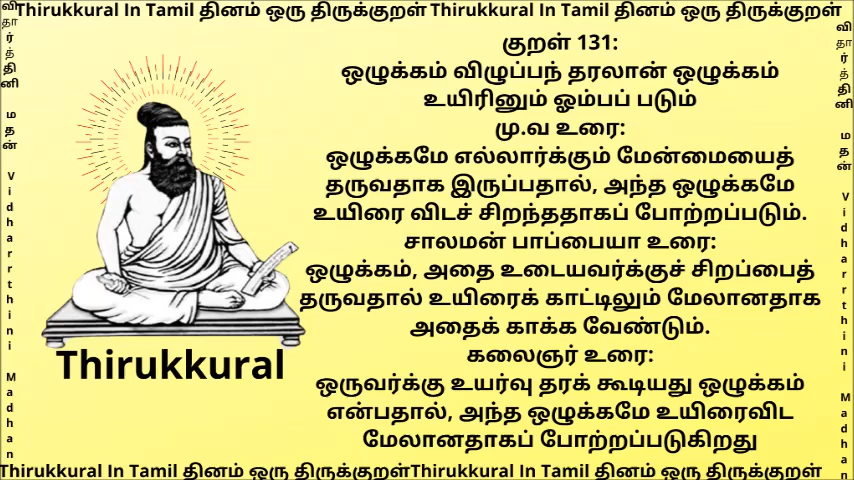 Thirukkural In Tamil தினம் ஒரு திருக்குறள் Thirukkural In Tamil தினம் ஒரு திருக்குறள்
குறள் 131:
ஒழுக்கம் விழுப்பந் தரலான் ஒழுக்கம்
உயிரினும் ஓம்பப் படும்
மு.வ உரை:
ஒழுக்கமே எல்லார்க்கும் மேன்மையைத்
தருவதாக இருப்பதால், அந்த ஒழுக்கமே
உயிரை விடச் சிறந்ததாகப் போற்றப்படும்.
சாலமன் பாப்பையா உரை:
ஒழுக்கம், அதை உடையவர்க்குச் சிறப்பைத்
தருவதால் உயிரைக் காட்டிலும் மேலானதாக
அதைக் காக்க வேண்டும்.
கலைஞர் உரை:
ஒருவர்க்கு உயர்வு தரக் கூடியது ஒழுக்கம்
என்பதால், அந்த ஒழுக்கமே உயிரைவிட
மேலானதாகப் போற்றப்படுகிறது
Thirukkural
விதார்த்தினி மதன் Vidharrthini Madhan
விதார்த்தினி மதன் Vidharrthini Madhan
Thirukkural In Tamil தினம் ஒரு திருக்குறள்Thirukkural In Tamil தினம் ஒரு திருக்குறள்